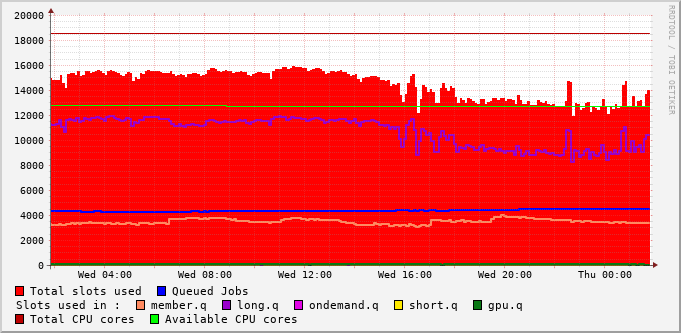 20000
18000
16000
14000
12000
10000
8000
6000
4000
2000
0
Wed 04:00 Wed 08:00 Wed 12:00 Wed 16:00 Wed 20:00 Thu 00:00
Total slots used Queued Jobs
Slots used in : member.q long.q ondemand.q short.q gpu.q
Total CPU cores Available CPU cores
RRDTOOL / TOBI OETIKER